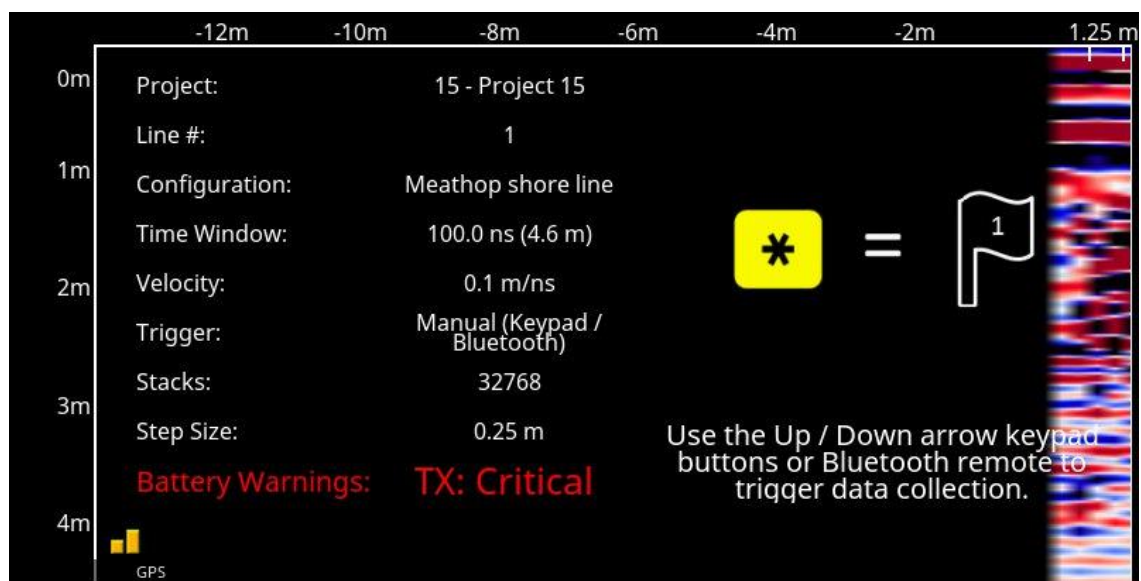 -12m -10m -8m -6m -4m -2m 1.25 m
0m
Project: 15 - Project 15
Line #: 1
1m
Configuration: Meathop shore line
Time Window: 100.0 ns (4.6 m)
* = 1
Velocity: 0.1 m/ns
2m
Trigger: Manual (Keypad / Bluetooth)
Stacks: 32768
3m
Step Size: 0.25 m
Use the Up / Down arrow keypad
buttons or Bluetooth remote to
trigger data collection.
Battery Warnings: TX: Critical
4m
GPS